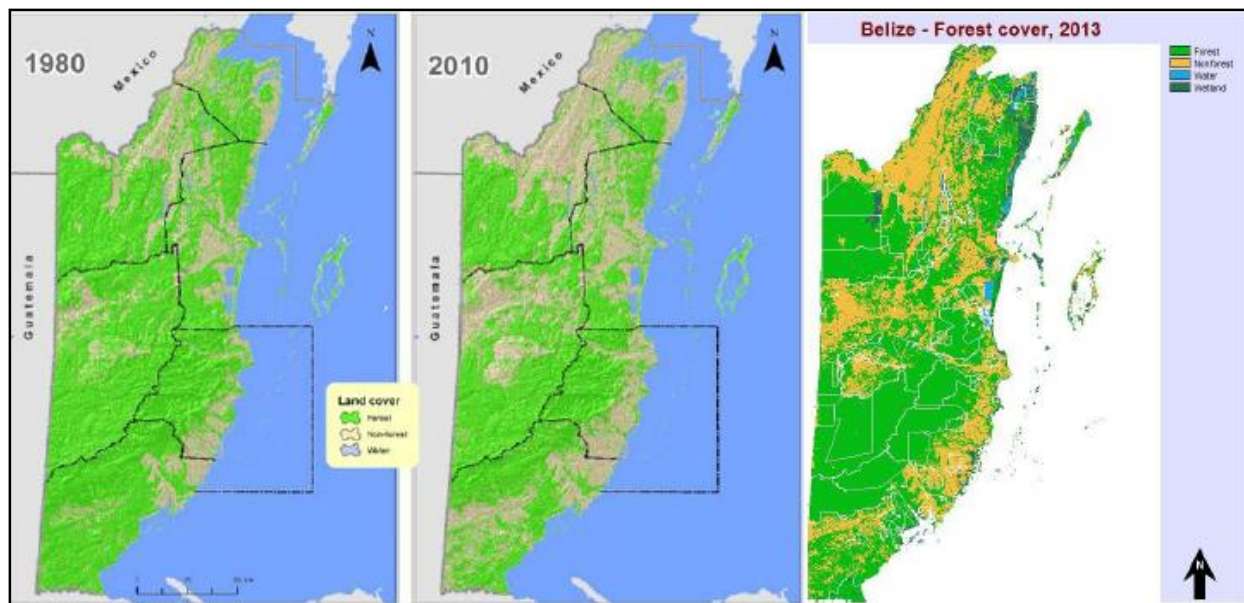 1980
Mexico
Guatemala
N
Land cover
Forest
Non-forest
Water
2010
Mexico
Guatemala
N
Belize - Forest cover, 2013
Forest
Nonforest
Water
Wetland
N